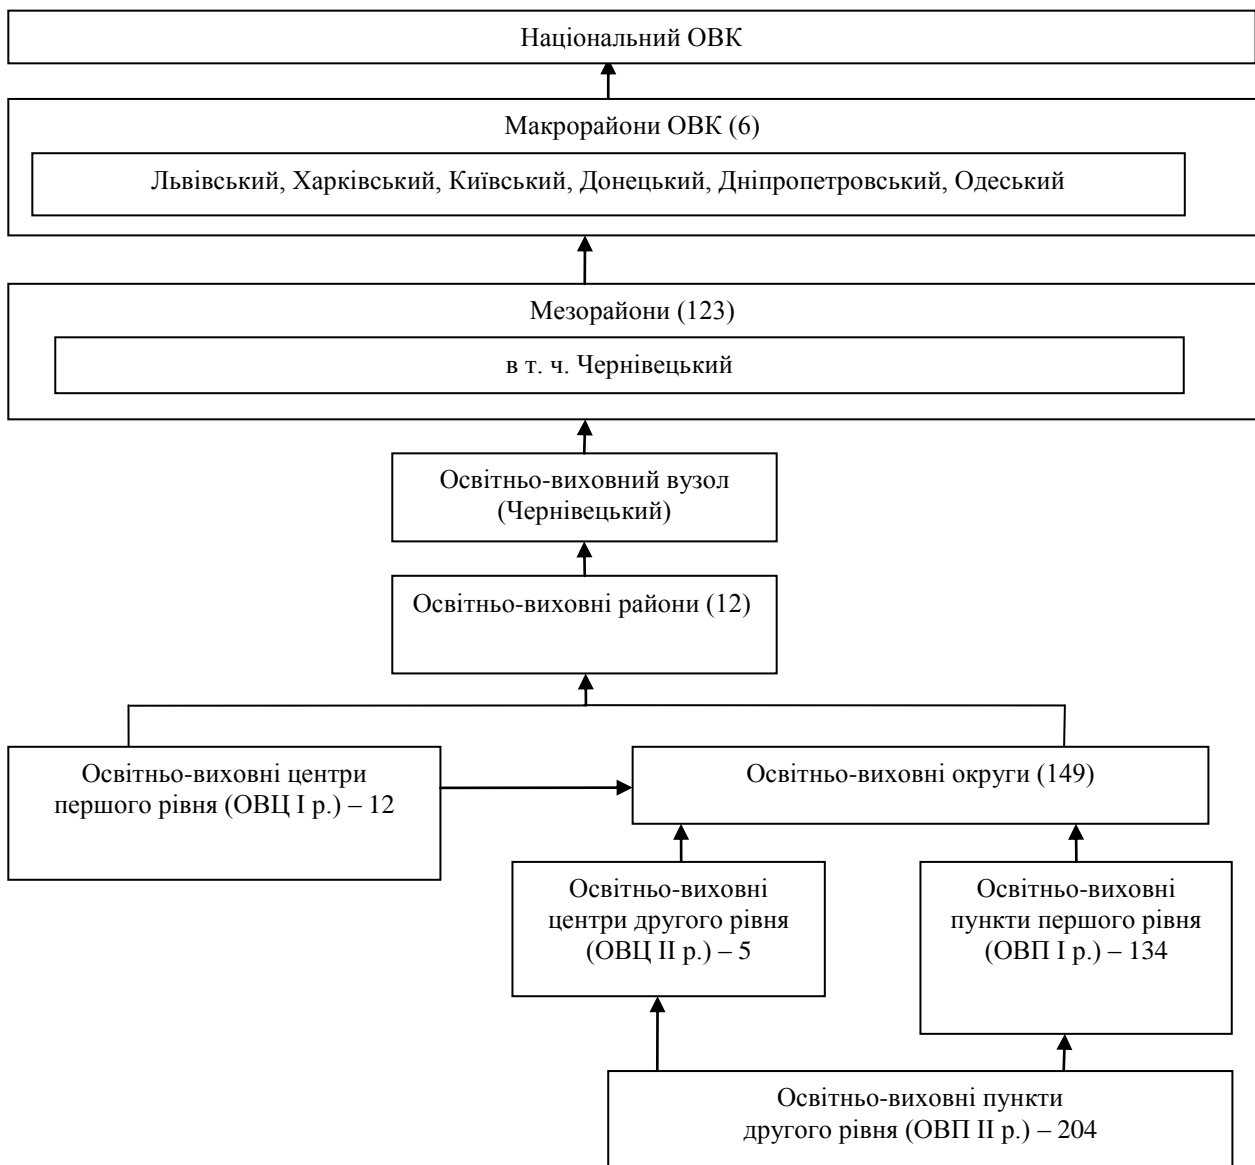 Національний ОВК
Макрорайони ОВК (6)
Львівський, Харківський, Київський, Донецький, Дніпропетровський, Одеський
Мезорайони (123)
в т. ч. Чернівецький
Освітньо-виховний вузол
(Чернівецький)
Освітньо-виховні райони (12)
Освітньо-виховні центри
першого рівня (ОВЦ І р.) – 12
Освітньо-виховні округи (149)
Освітньо-виховні
центри другого рівня
(ОВЦ ІІ р.) – 5
Освітньо-виховні
пункти першого рівня
(ОВП І р.) – 134
Освітньо-виховні пункти
другого рівня (ОВП ІІ р.) – 204